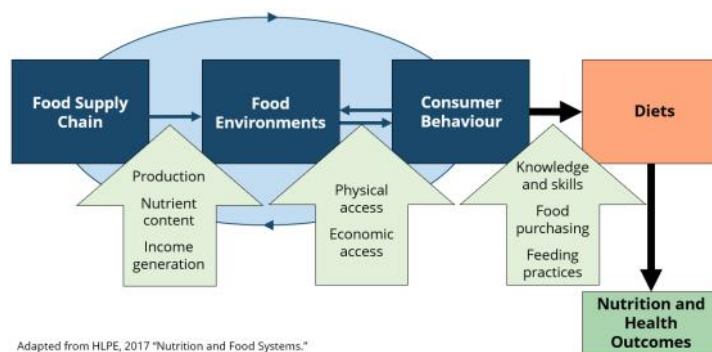 Food Supply
Chain
Food
Environments
Consumer
Behaviour
Diets
Production
Nutrient
content
Income
generation
Physical
access
Economic
access
Knowledge
and skills
Food
purchasing
Feeding
practices
Nutrition and
Health
Outcomes
Adapted from HLPE, 2017 “Nutrition and Food Systems.”